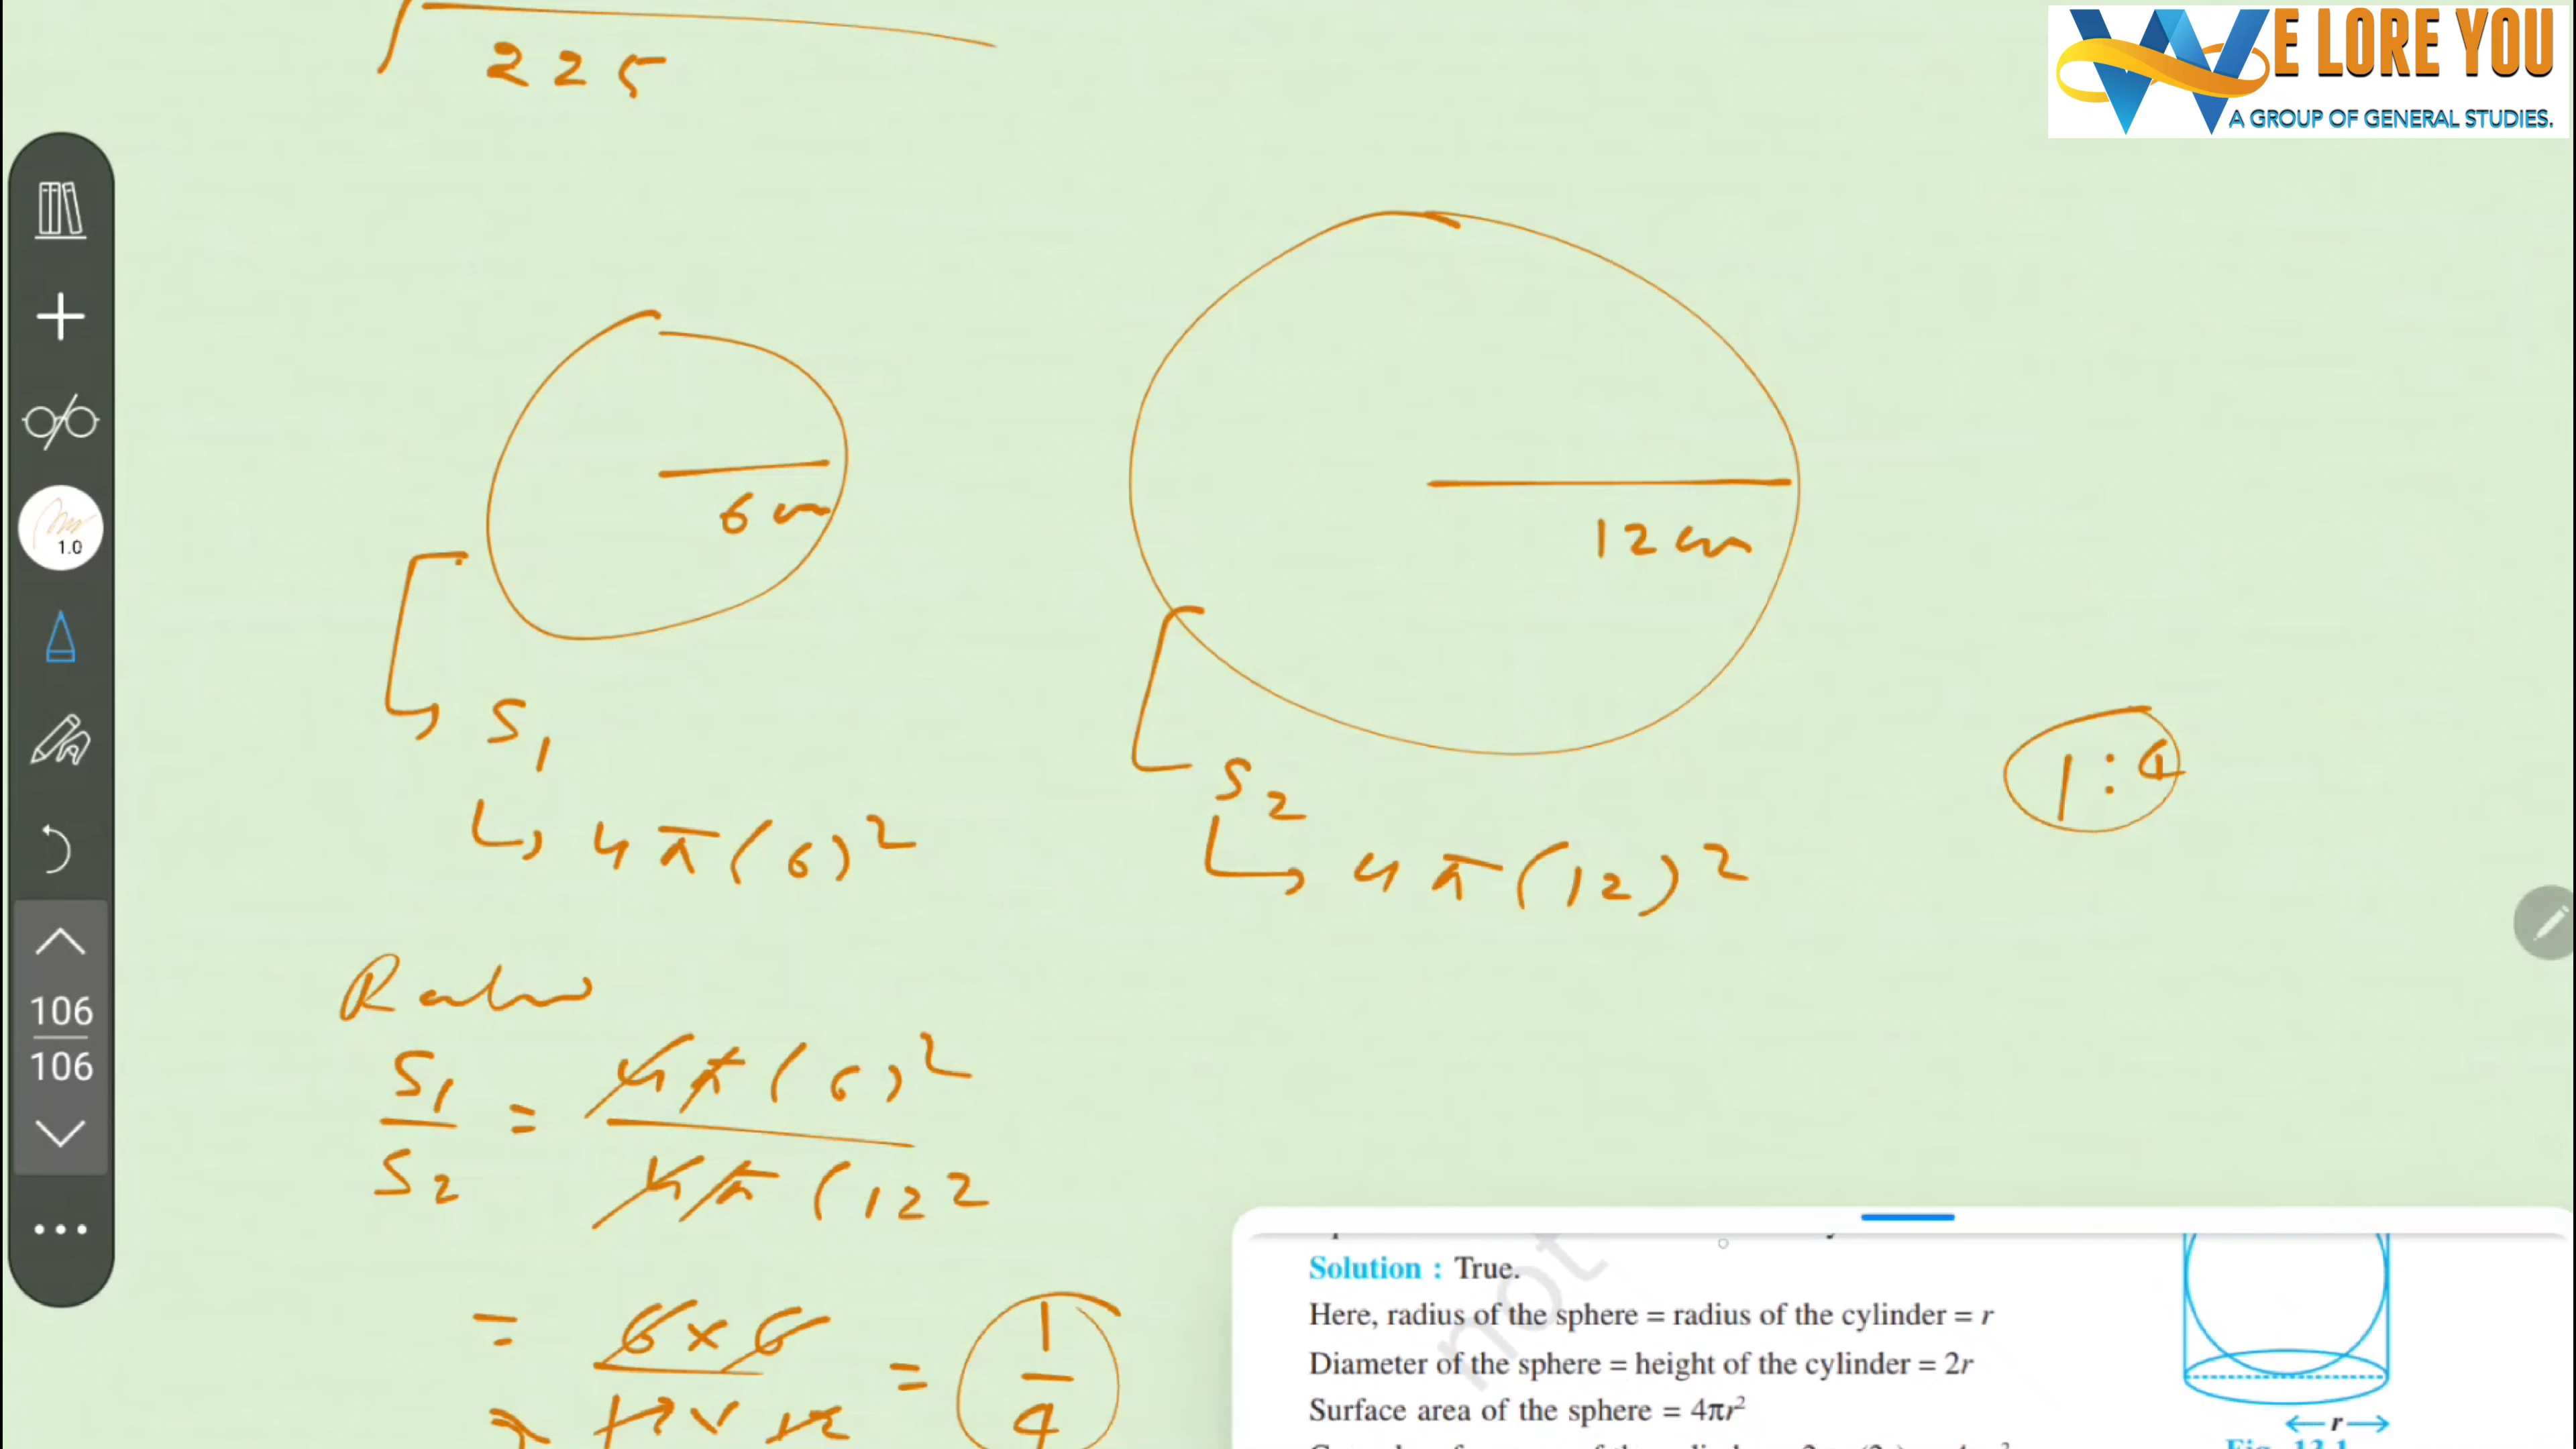 225
WE LORE YOU
A GROUP OF GENERAL STUDIES.
6 cm
12 cm
1.0
S1
4π(6)²
S2
4π(12)²
1:4
Ratio
S1/S2 = 4π(6)²/4π(12²
= 6×6/12×12 = 1/4
106
106
not
Solution : True.
Here, radius of the sphere = radius of the cylinder = r
Diameter of the sphere = height of the cylinder = 2r
Surface area of the sphere = 4πr²
r